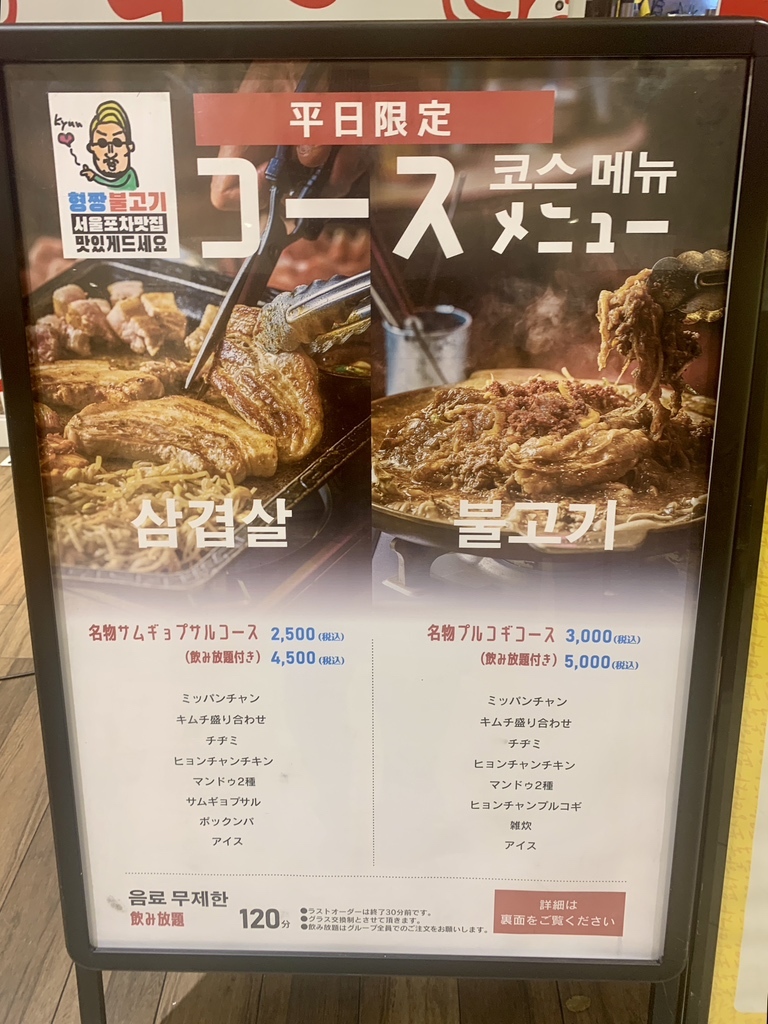 平日限定
Kyun
형짱불고기
서울포차맛집
맛있게드세요
コース
코스 메뉴
メニュー
삼겹살
불고기
名物サムギョプサルコース 2,500(税込)
(飲み放題付き) 4,500(税込)
ミッパンチャン
キムチ盛り合わせ
チヂミ
ヒョンチャンチキン
マンドゥ2種
サムギョプサル
ポックンパ
アイス
名物プルコギコース 3,000(税込)
(飲み放題付き) 5,000(税込)
ミッパンチャン
キムチ盛り合わせ
チヂミ
ヒョンチャンチキン
マンドゥ2種
ヒョンチャンプルコギ
雑炊
アイス
음료 무제한
飲み放題
120分
●ラストオーダーは終了30分前です。
●グラス交換制とさせて頂きます。
●飲み放題はグループ全員でのご注文をお願いします。
詳細は
裏面をご覧ください